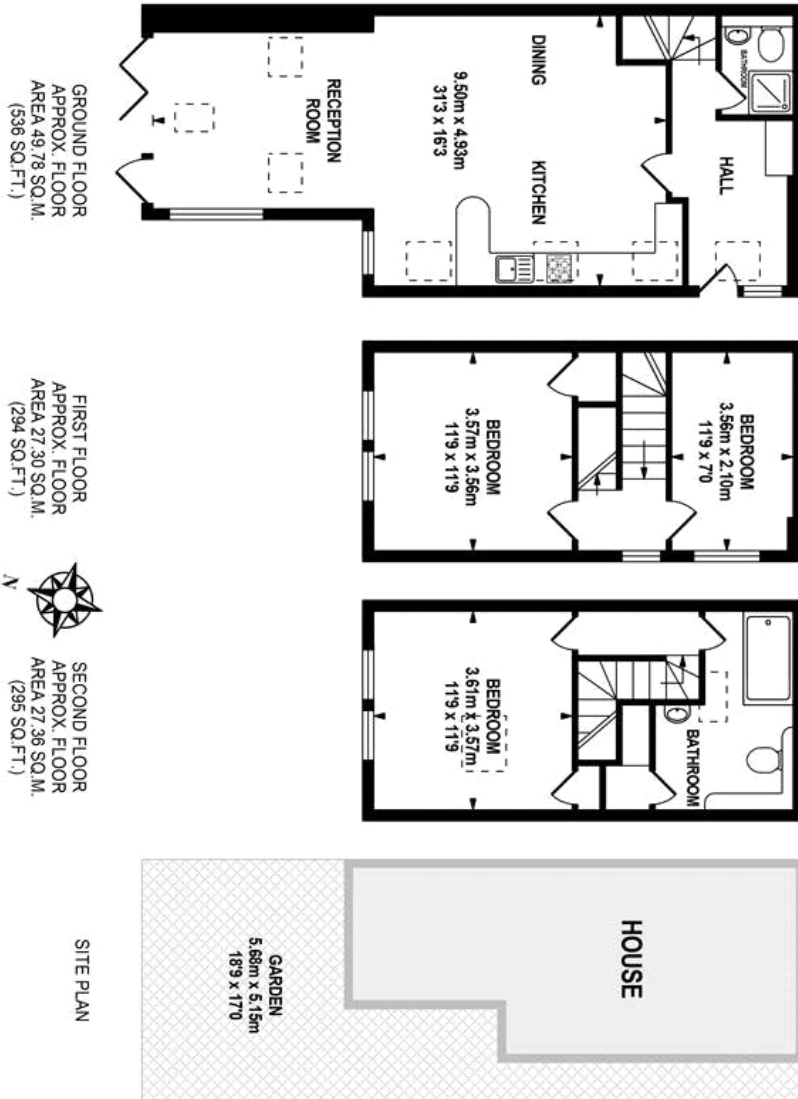 BATHROOM
HALL
DINING
KITCHEN
9.50m x 4.93m
31'3 x 16'3
RECEPTION
ROOM
GROUND FLOOR
APPROX. FLOOR
AREA 49.78 SQ.M.
(536 SQ.FT.)
BEDROOM
3.56m x 2.10m
11'9 x 7'0
BEDROOM
3.57m x 3.56m
11'9 x 11'9
FIRST FLOOR
APPROX. FLOOR
AREA 27.30 SQ.M.
(294 SQ.FT.)
N
BATHROOM
BEDROOM
3.61m x 3.57m
11'9 x 11'9
SECOND FLOOR
APPROX. FLOOR
AREA 27.36 SQ.M.
(295 SQ.FT.)
HOUSE
GARDEN
5.68m x 5.15m
18'9 x 17'0
SITE PLAN